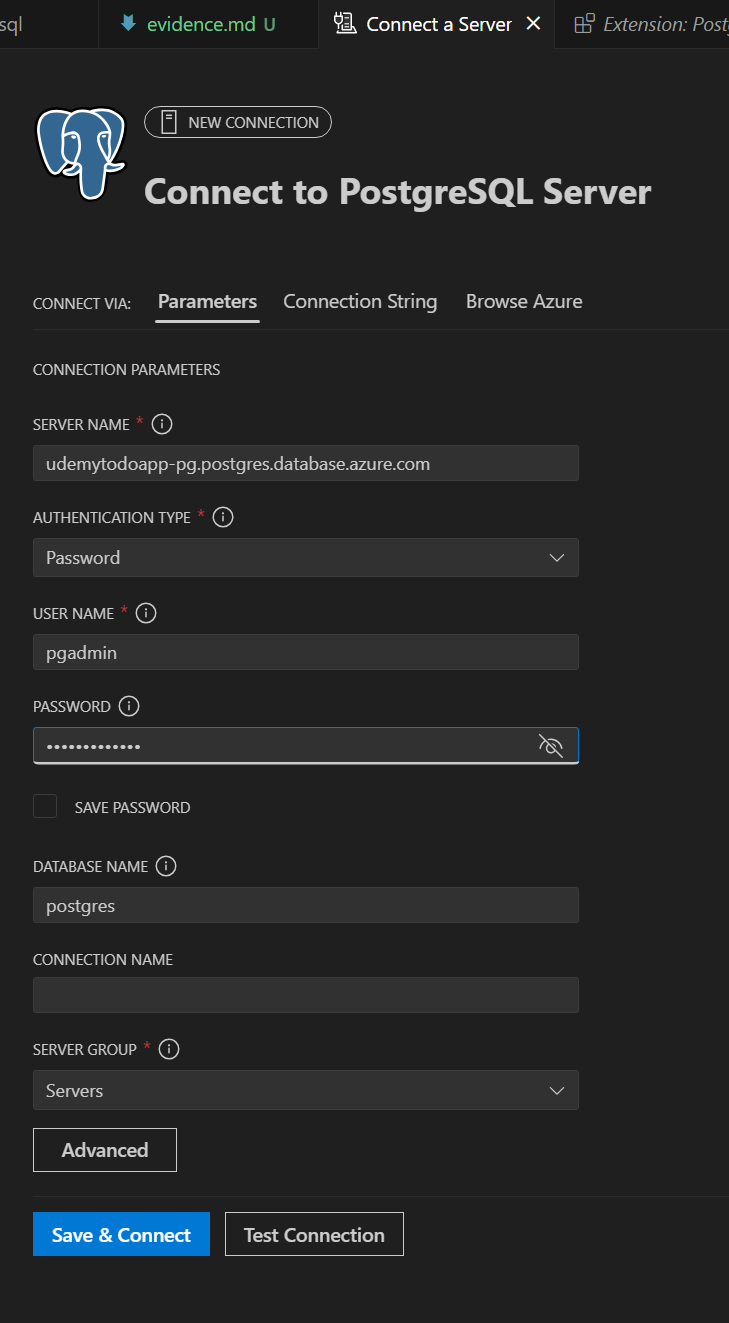 sql
evidence.md U
Connect a Server
Extension: Post
NEW CONNECTION
Connect to PostgreSQL Server
CONNECT VIA: Parameters Connection String Browse Azure
CONNECTION PARAMETERS
SERVER NAME *
udemytodoapp-pg.postgres.database.azure.com
AUTHENTICATION TYPE *
Password
USER NAME *
pgadmin
PASSWORD
•••••••••••••
SAVE PASSWORD
DATABASE NAME
postgres
CONNECTION NAME
SERVER GROUP *
Servers
Advanced
Save & Connect
Test Connection